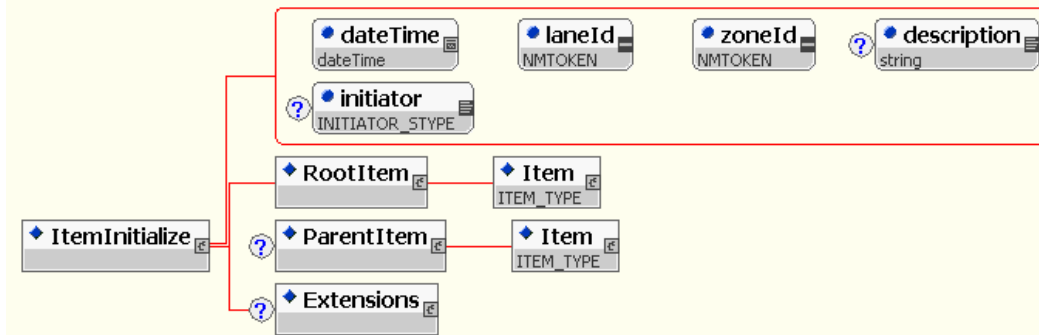 dateTime laneId zoneId ? description
dateTime NMTOKEN NMTOKEN string
? initiator
INITIATOR_STYPE
RootItem Item
ITEM_TYPE
ItemInitialize ? ParentItem Item
ITEM_TYPE
? Extensions